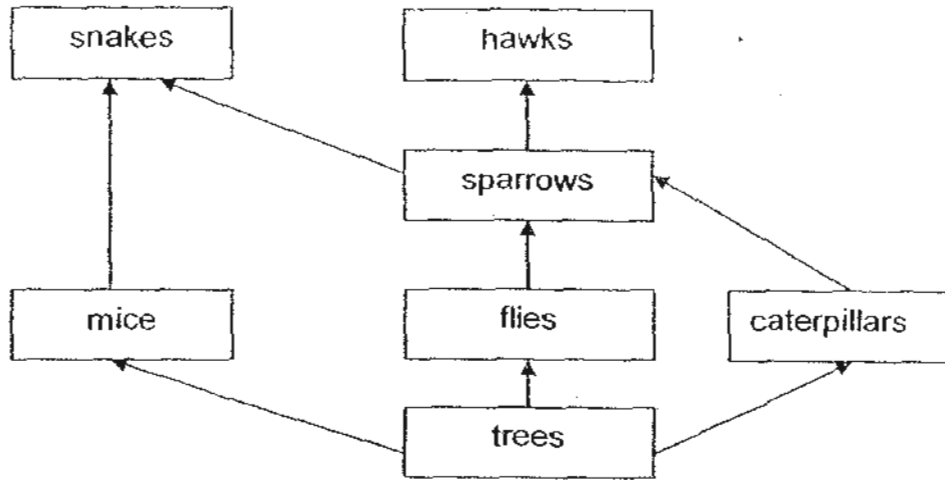 snakes
hawks
sparrows
mice
flies
caterpillars
trees